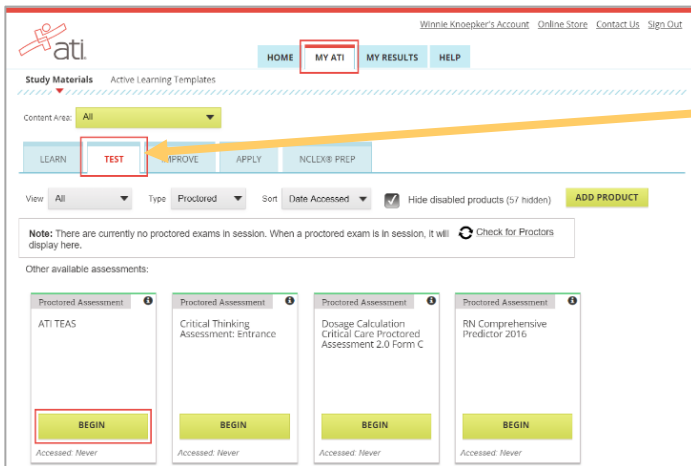 Winnie Knoepker's Account Online Store Contact Us Sign Out
ati
HOME MY ATI MY RESULTS HELP
Study Materials Active Learning Templates
Content Area: All
LEARN TEST IMPROVE APPLY NCLEX® PREP
View All Type Proctored Sort Date Accessed Hide disabled products (57 hidden) ADD PRODUCT
Note: There are currently no proctored exams in session. When a proctored exam is in session, it will Check for Proctors
display here.
Other available assessments:
Proctored Assessment Proctored Assessment Proctored Assessment Proctored Assessment
ATI TEAS Critical Thinking Dosage Calculation RN Comprehensive
Assessment: Entrance Critical Care Proctored Predictor 2016
Assessment 2.0 Form C
BEGIN BEGIN BEGIN BEGIN
Accessed: Never Accessed: Never Accessed: Never Accessed: Never